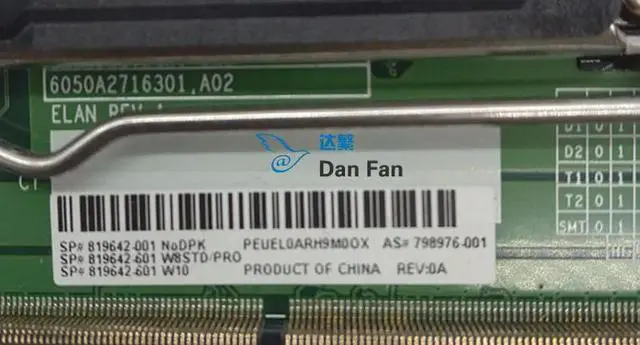 6050A2716301,A02
ELAN REV
达繁
Dan Fan
CT
D1 0 1
D2 0 1
T1 0 1
T2 0 1
SMT 0 1
SP# 819642-001 NoDPK PEUEL0ARH9M0OX AS# 798976-001
SP# 819642-601 W8STD/PRO
SP# 819642-601 W10 PRODUCT OF CHINA REV:0A